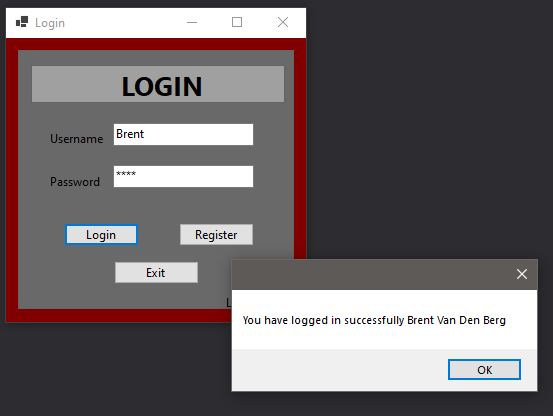 Login
LOGIN
Username Brent
Password ****
Login Register
Exit
You have logged in successfully Brent Van Den Berg
OK